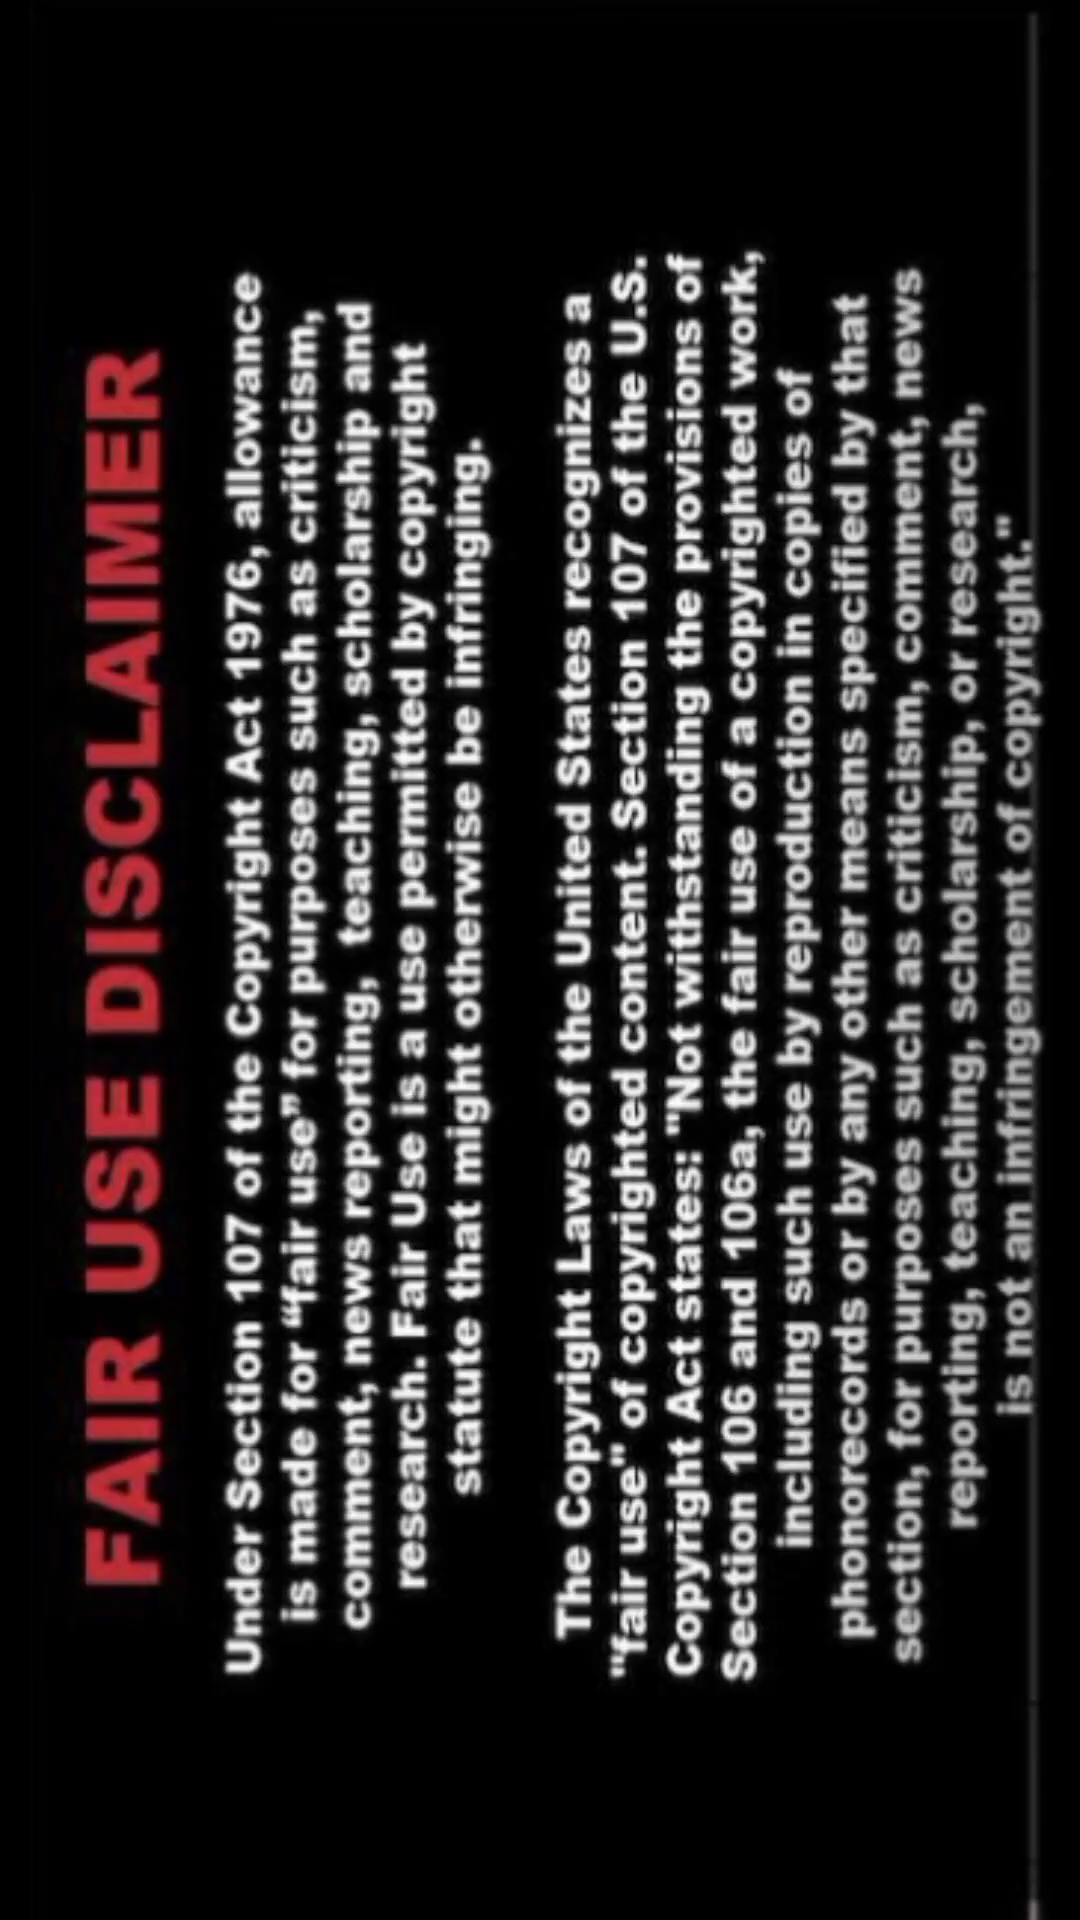 FAIR USE DISCLAIMER
Under Section 107 of the Copyright Act 1976, allowance
is made for “fair use” for purposes such as criticism,
comment, news reporting, teaching, scholarship and
research. Fair Use is a use permitted by copyright
statute that might otherwise be infringing.
The Copyright Laws of the United States recognizes a
"fair use" of copyrighted content. Section 107 of the U.S.
Copyright Act states: "Not withstanding the provisions of
Section 106 and 106a, the fair use of a copyrighted work,
including such use by reproduction in copies of
phonorecords or by any other means specified by that
section, for purposes such as criticism, comment, news
reporting, teaching, scholarship, or research,
is not an infringement of copyright."